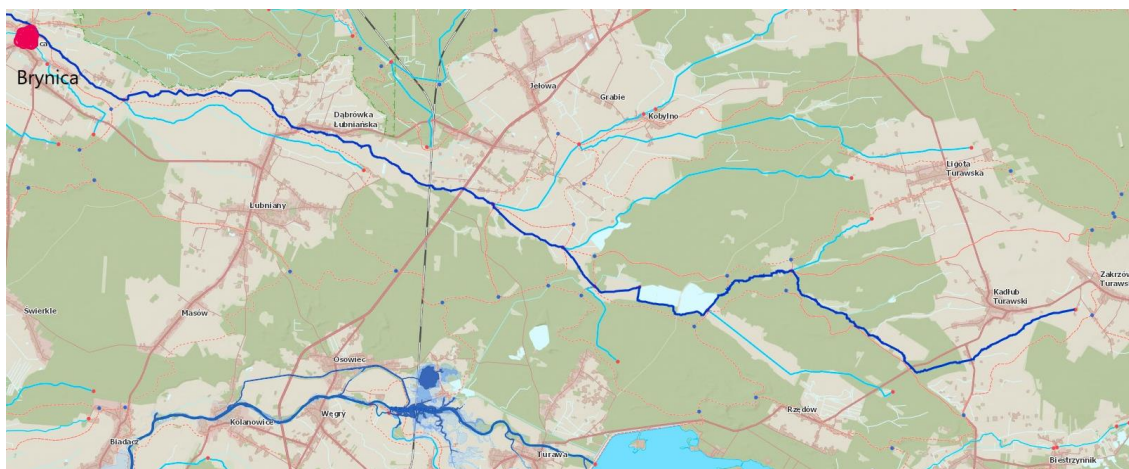 Brynica
Jełowa
Grabie
Kobylno
Dąbrówka
Łubniańska
Ligota
Turawska
Łubniany
Zakrzów
Kadłub
Turawski
Świerkle
Masów
Osowiec
Węgry
Kolanowice
Rzędów
Biadacz
Turawa
Biestrzynnik